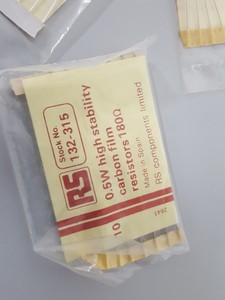 Stock No.
132-315
RS
0.5W high stability
carbon film
resistors 180Ω
Made in Spain
RS components limited
10